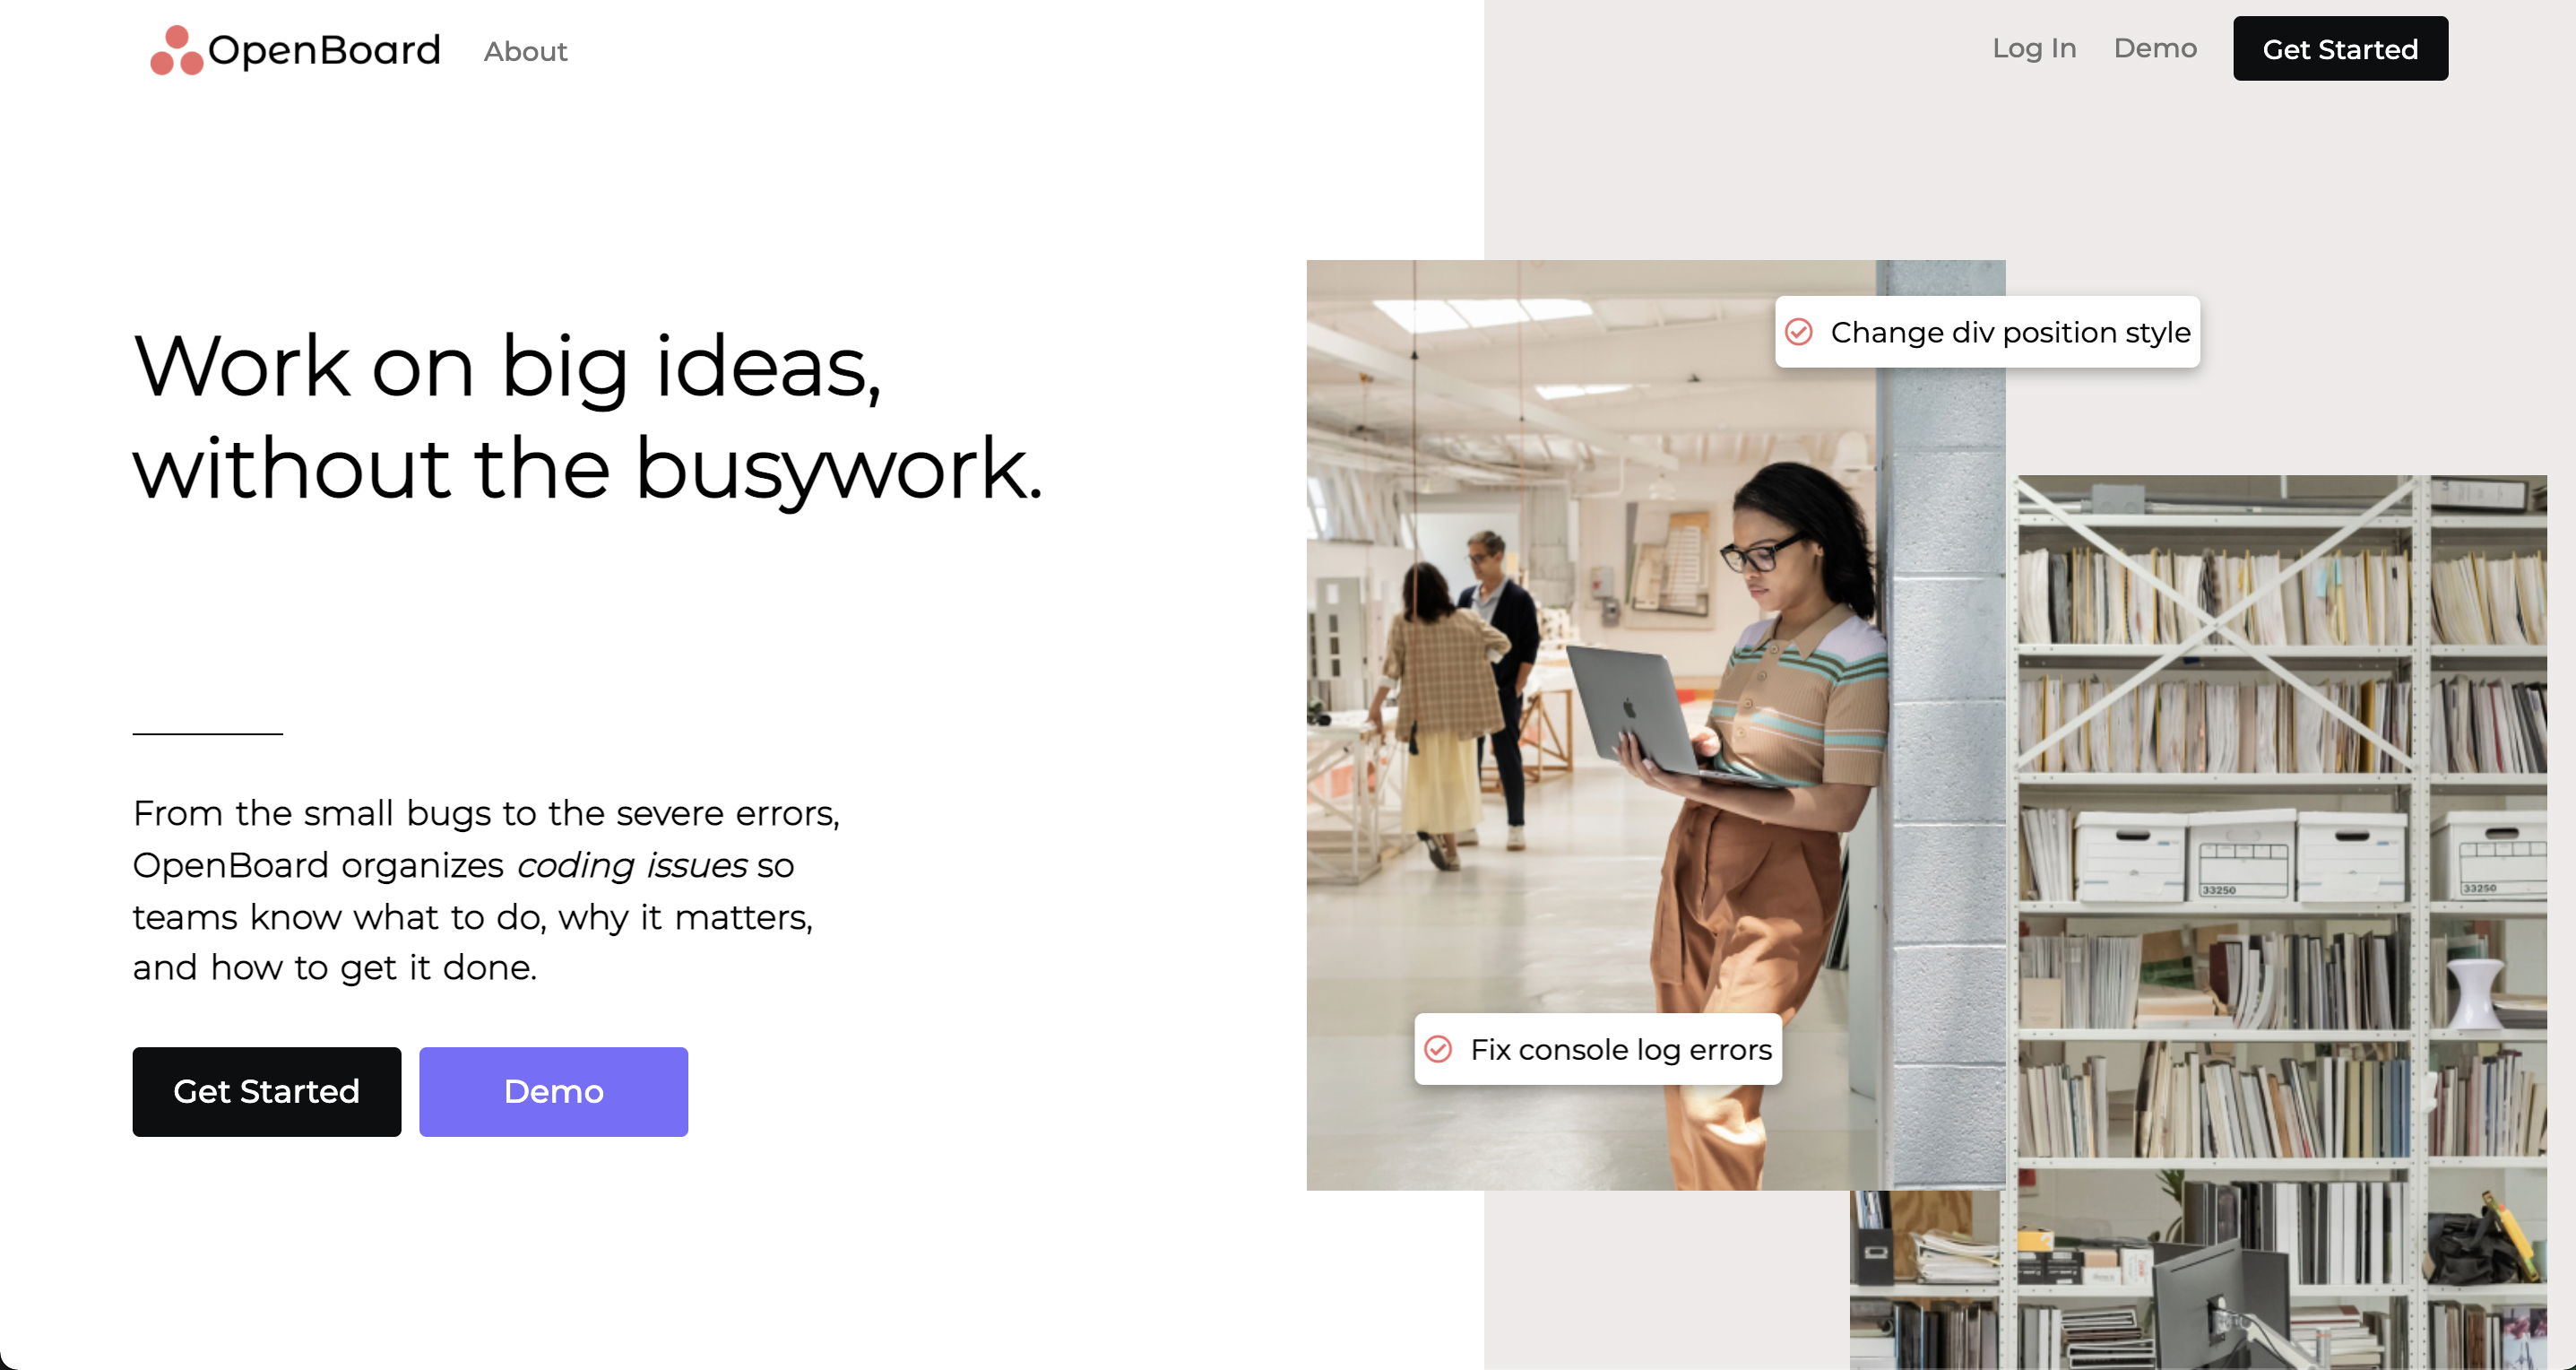 OpenBoard
About
Log In
Demo
Get Started
Work on big ideas,
without the busywork.
From the small bugs to the severe errors,
OpenBoard organizes coding issues so
teams know what to do, why it matters,
and how to get it done.
Get Started
Demo
Change div position style
Fix console log errors
33250
33250